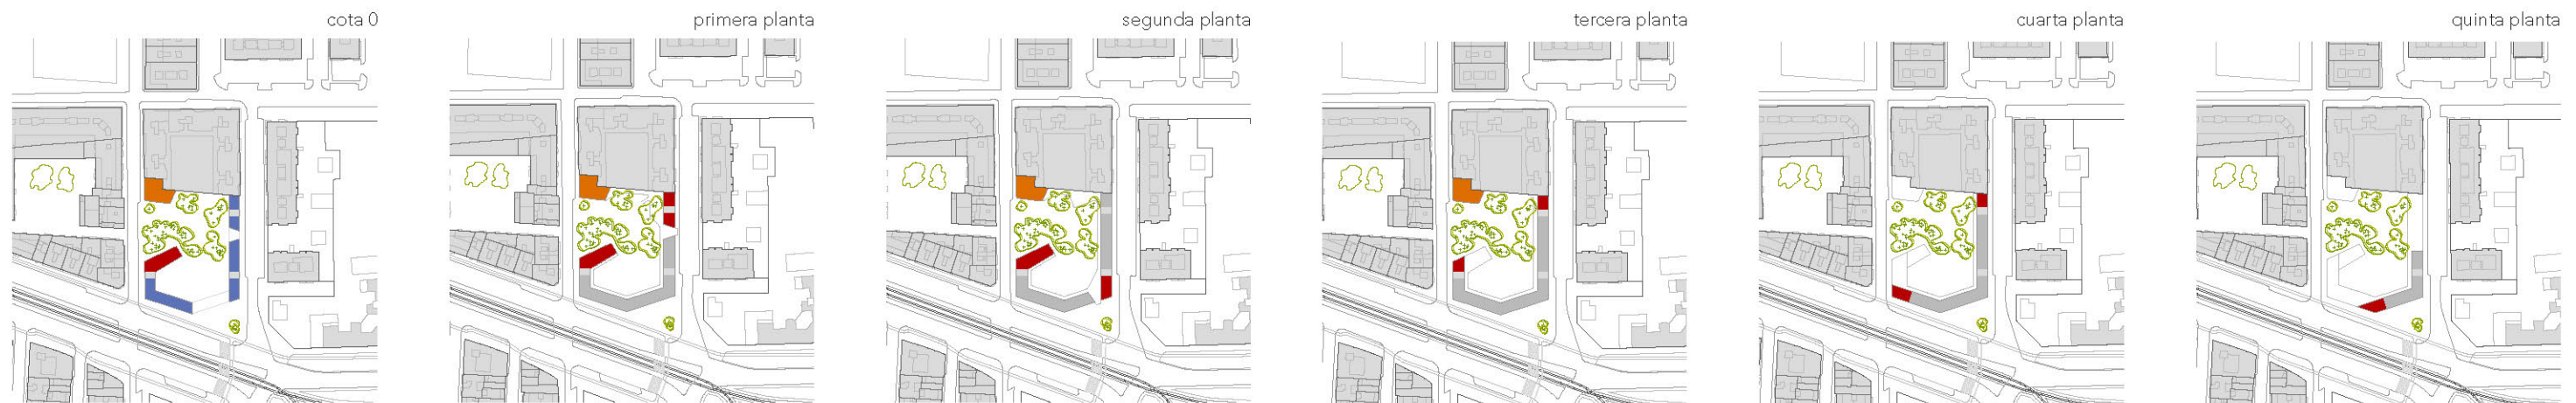 cota 0
primera planta
segunda planta
tercera planta
cuarta planta
quinta planta